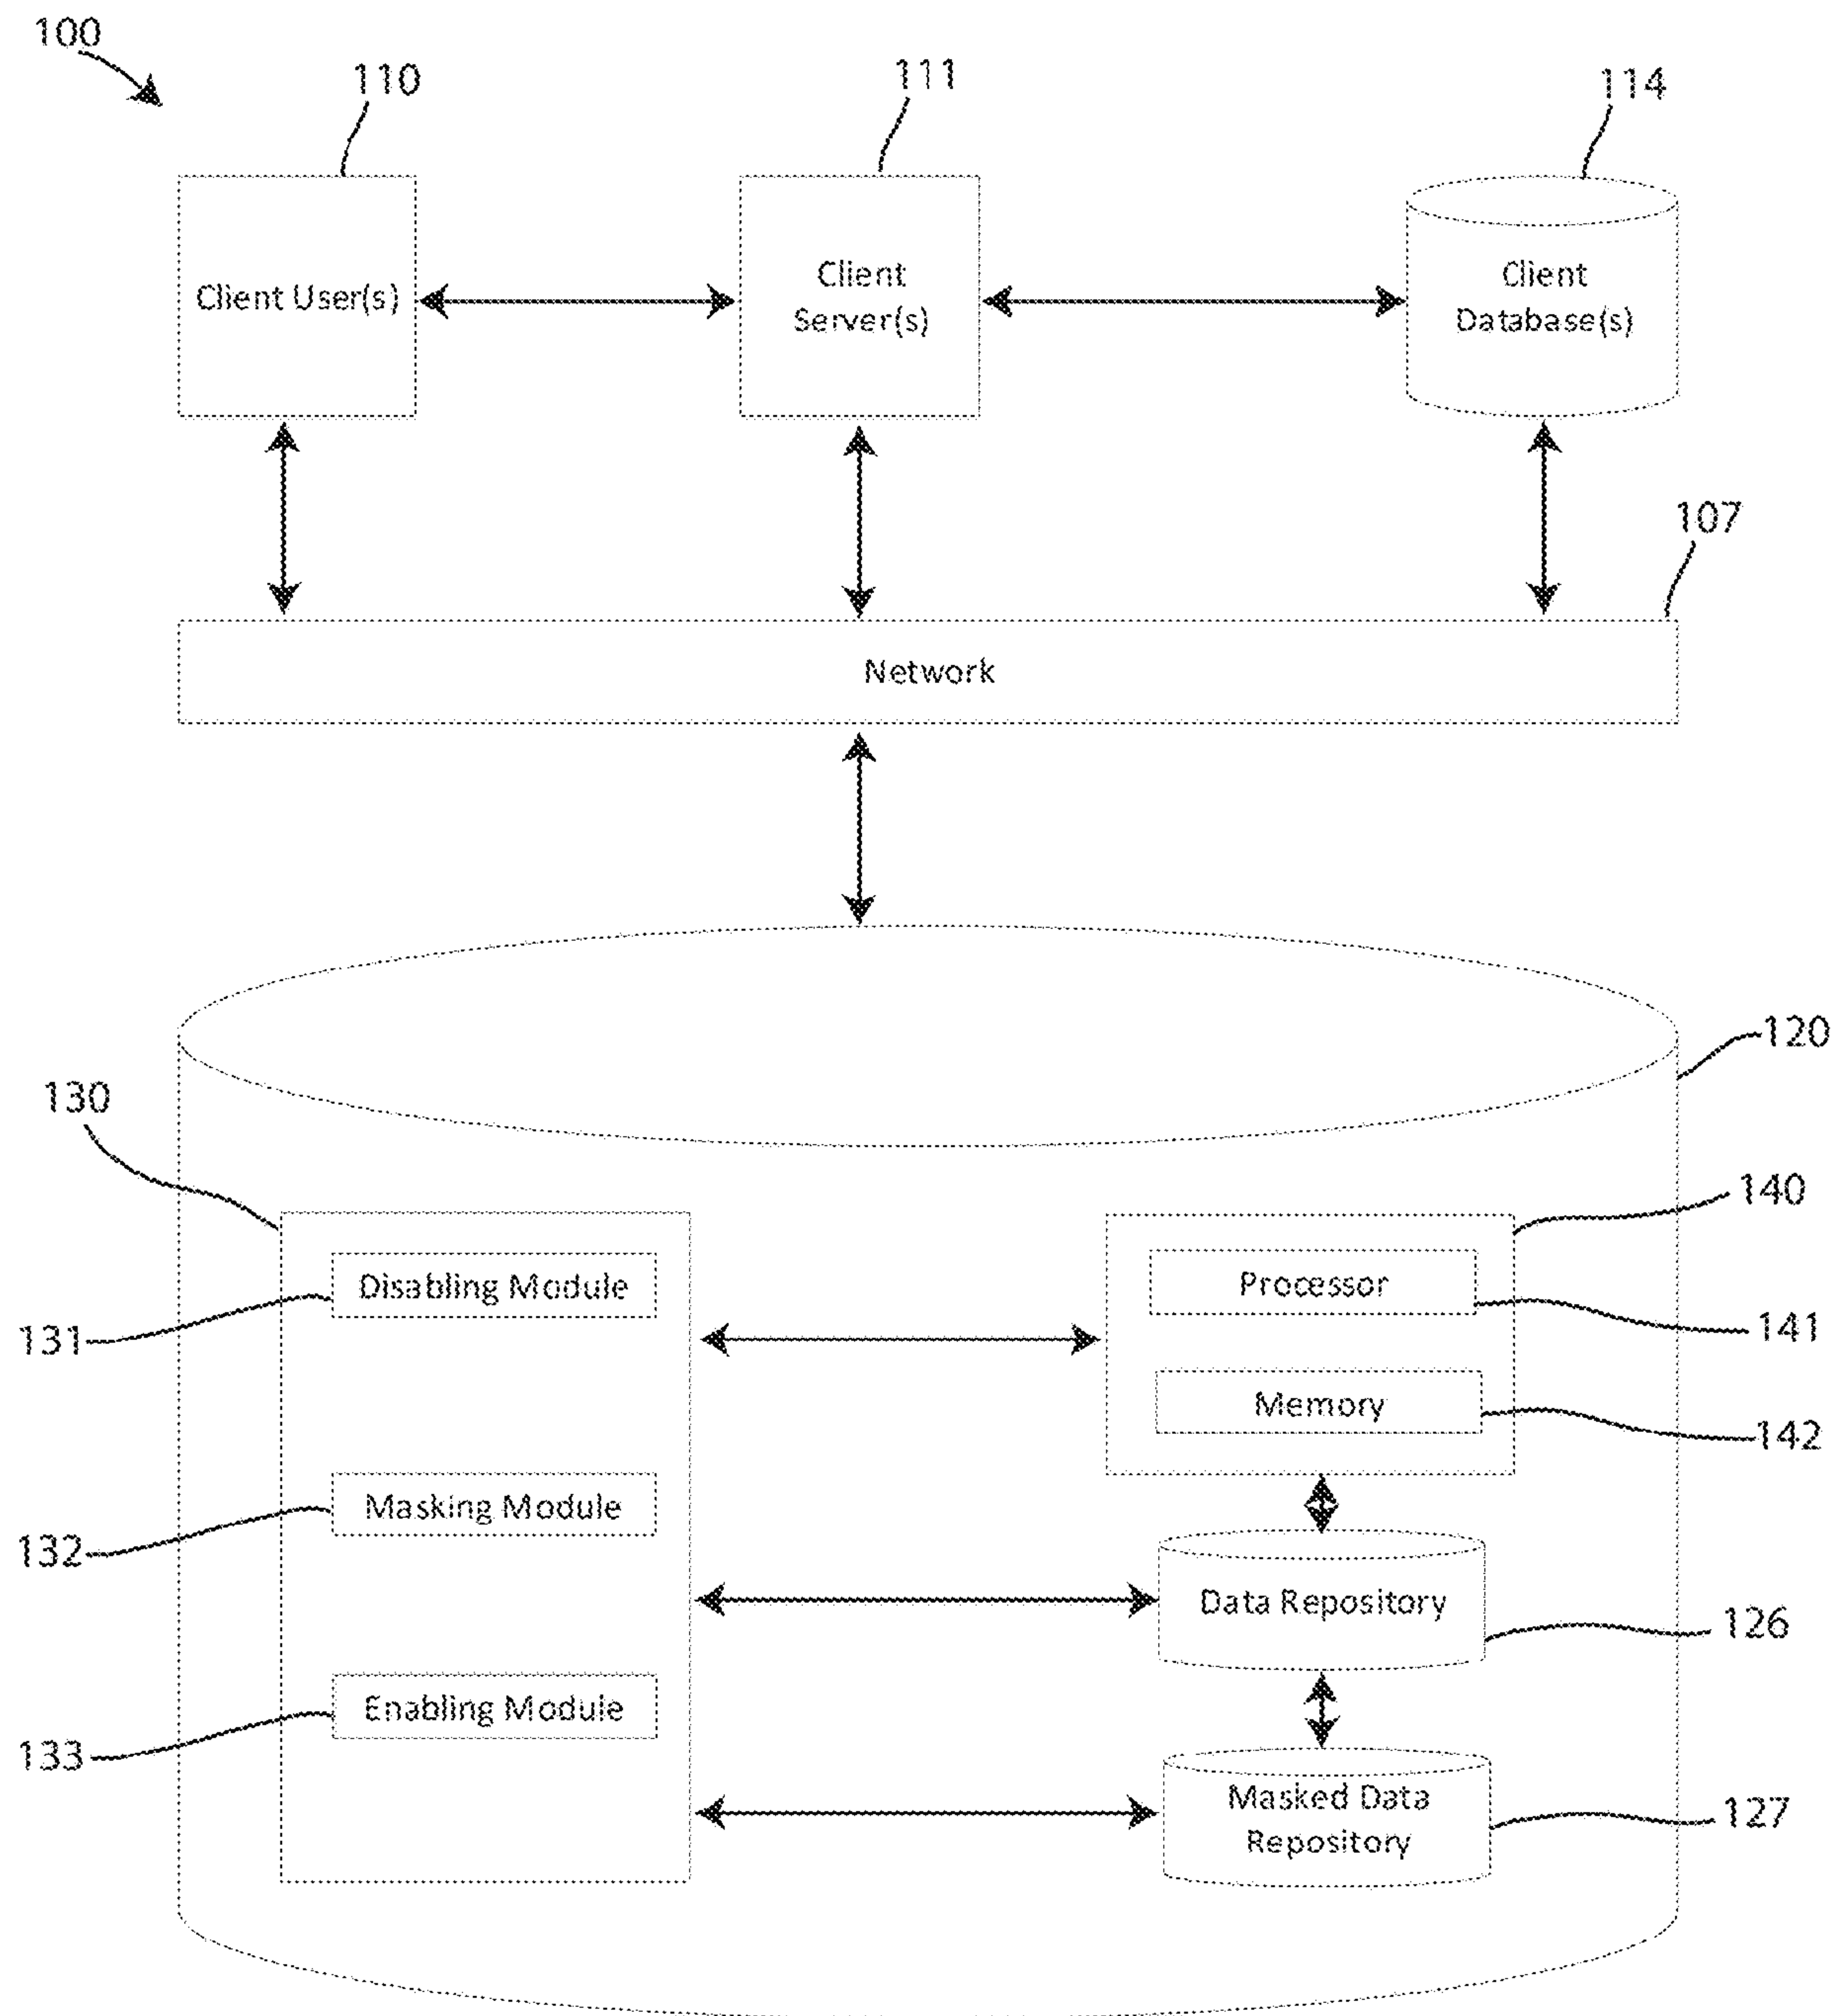 100
110
111
114
Client User(s)
Client
Server(s)
Client
Database(s)
107
Network
120
130
140
Disabling Module
Processor
131
141
Memory
142
Masking Module
132
Data Repository
126
Enabling Module
133
Masked Data
Repository
127